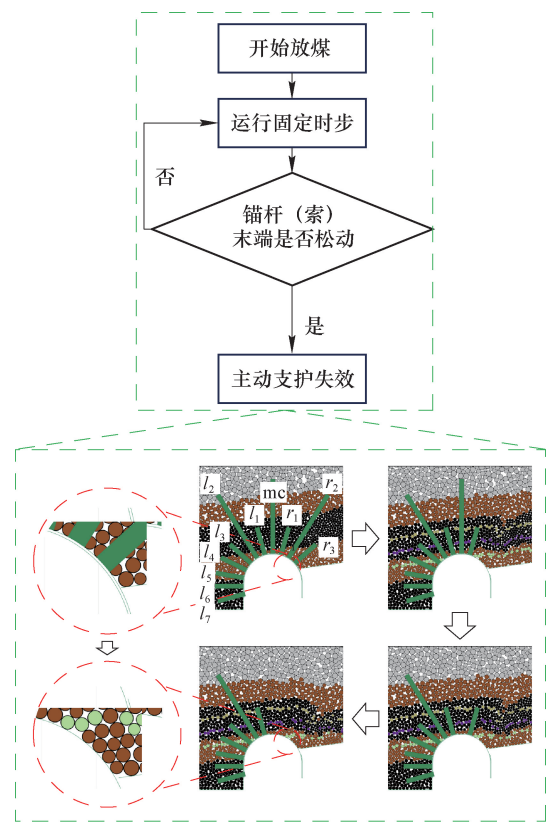 开始放煤
运行固定时步
否
锚杆（索）
末端是否松动
是
主动支护失效
l2
mc
r2
l1
r1
l3
r3
l4
l5
l6
l7